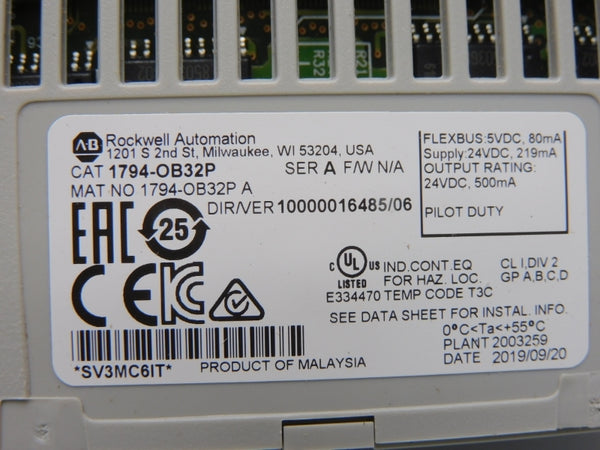 R32
A-B Rockwell Automation
1201 S 2nd St, Milwaukee, WI 53204, USA
CAT 1794-OB32P SER A F/W N/A
MAT NO 1794-OB32P A
DIR/VER 10000016485/06
FLEXBUS:5VDC, 80mA
Supply:24VDC, 219mA
OUTPUT RATING:
24VDC, 500mA
PILOT DUTY
EAC 25
CE KC
C UL US LISTED
IND.CONT.EQ CL I,DIV 2
FOR HAZ. LOC. GP A,B,C,D
E334470 TEMP CODE T3C
SEE DATA SHEET FOR INSTAL. INFO.
0°C<Ta<+55°C
PLANT 2003259
DATE 2019/09/20
*SV3MC6IT* PRODUCT OF MALAYSIA